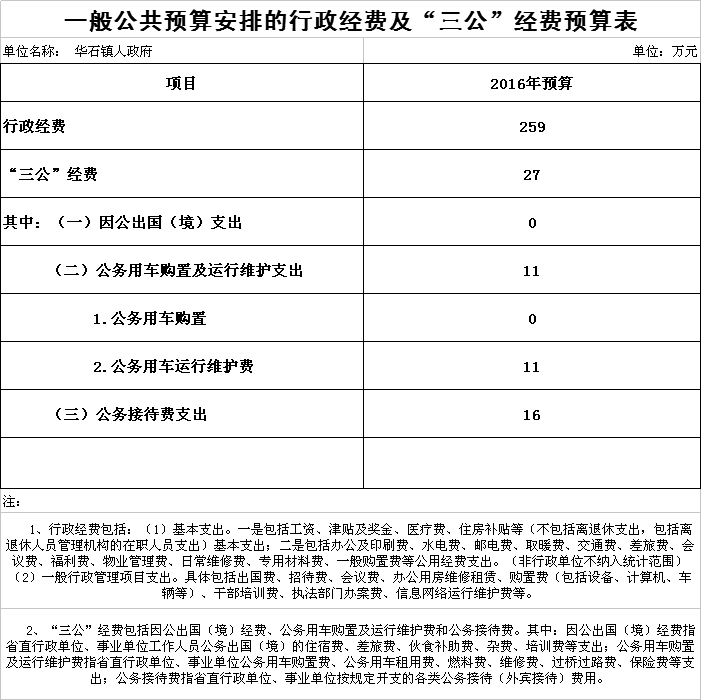 一般公共预算安排的行政经费及“三公”经费预算表
单位名称： 华石镇人政府 单位：万元
项目 2016年预算
行政经费 259
“三公”经费 27
其中：（一）因公出国（境）支出 0
（二）公务用车购置及运行维护支出 11
1.公务用车购置 0
2.公务用车运行维护费 11
（三）公务接待费支出 16
注：
1、行政经费包括：（1）基本支出。一是包括工资、津贴及奖金、医疗费、住房补贴等（不包括离退休支出，包括离
退休人员管理机构的在职人员支出）基本支出；二是包括办公及印刷费、水电费、邮电费、取暖费、交通费、差旅费、会
议费、福利费、物业管理费、日常维修费、专用材料费、一般购置费等公用经费支出。（非行政单位不纳入统计范围）
（2）一般行政管理项目支出。具体包括出国费、招待费、会议费、办公用房维修租赁、购置费（包括设备、计算机、车
辆等）、干部培训费、执法部门办案费、信息网络运行维护费等。
2、“三公”经费包括因公出国（境）经费、公务用车购置及运行维护费和公务接待费。其中：因公出国（境）经费指
省直行政单位、事业单位工作人员公务出国（境）的住宿费、差旅费、伙食补助费、杂费、培训费等支出；公务用车购置
及运行维护费指省直行政单位、事业单位公务用车购置费、公务用车租用费、燃料费、维修费、过桥过路费、保险费等支
出；公务接待费指省直行政单位、事业单位按规定开支的各类公务接待（外宾接待）费用。